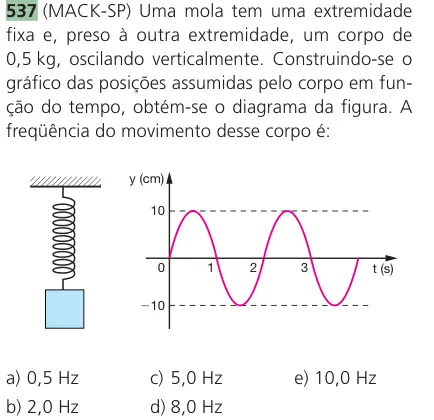 537 (MACK-SP) Uma mola tem uma extremidade
fixa e, preso à outra extremidade, um corpo de
0,5 kg, oscilando verticalmente. Construindo-se o
gráfico das posições assumidas pelo corpo em fun-
ção do tempo, obtém-se o diagrama da figura. A
freqüência do movimento desse corpo é:
y (cm)
10
0 1 2 3 t (s)
−10
a) 0,5 Hz c) 5,0 Hz e) 10,0 Hz
b) 2,0 Hz d) 8,0 Hz